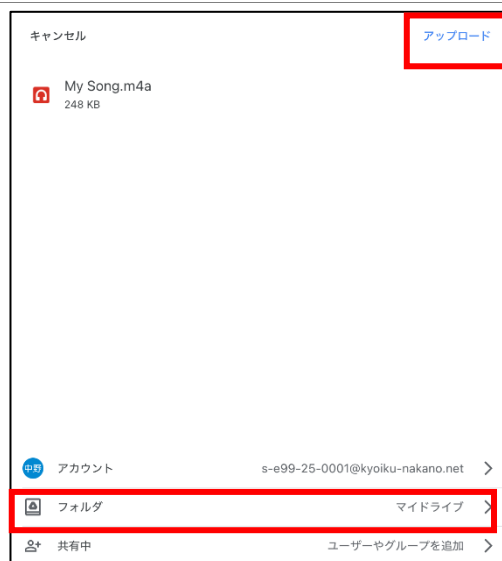 キャンセル アップロード
My Song.m4a
248 KB
中野 アカウント s-e99-25-0001@kyoiku-nakano.net
フォルダ マイドライブ
共有中 ユーザーやグループを追加